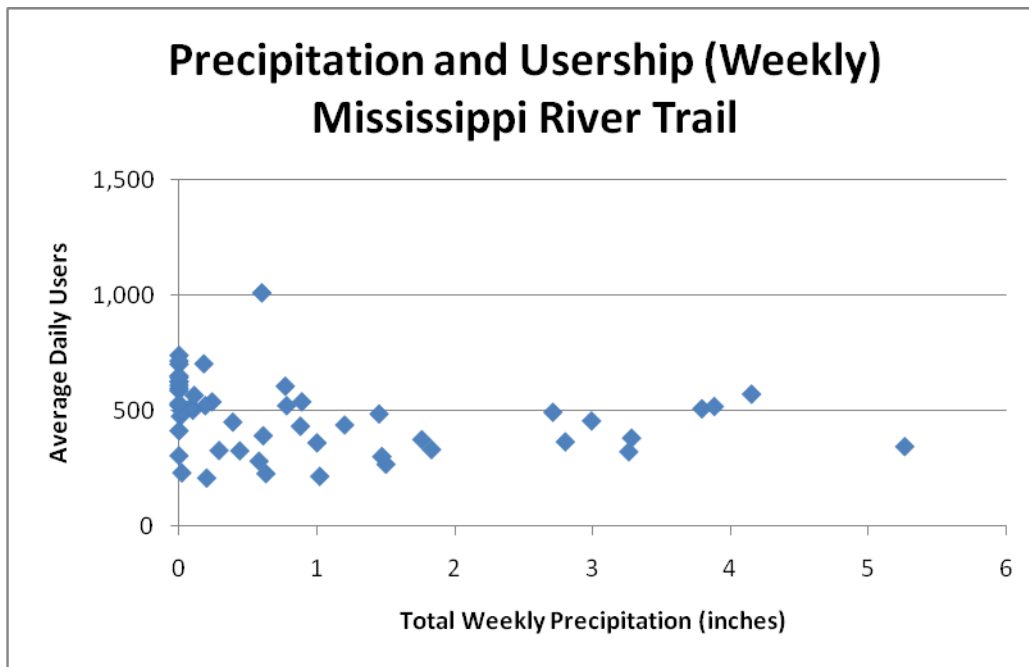 Precipitation and Usership (Weekly)
Mississippi River Trail
1,500
1,000
500
0
Average Daily Users
0 1 2 3 4 5 6
Total Weekly Precipitation (inches)